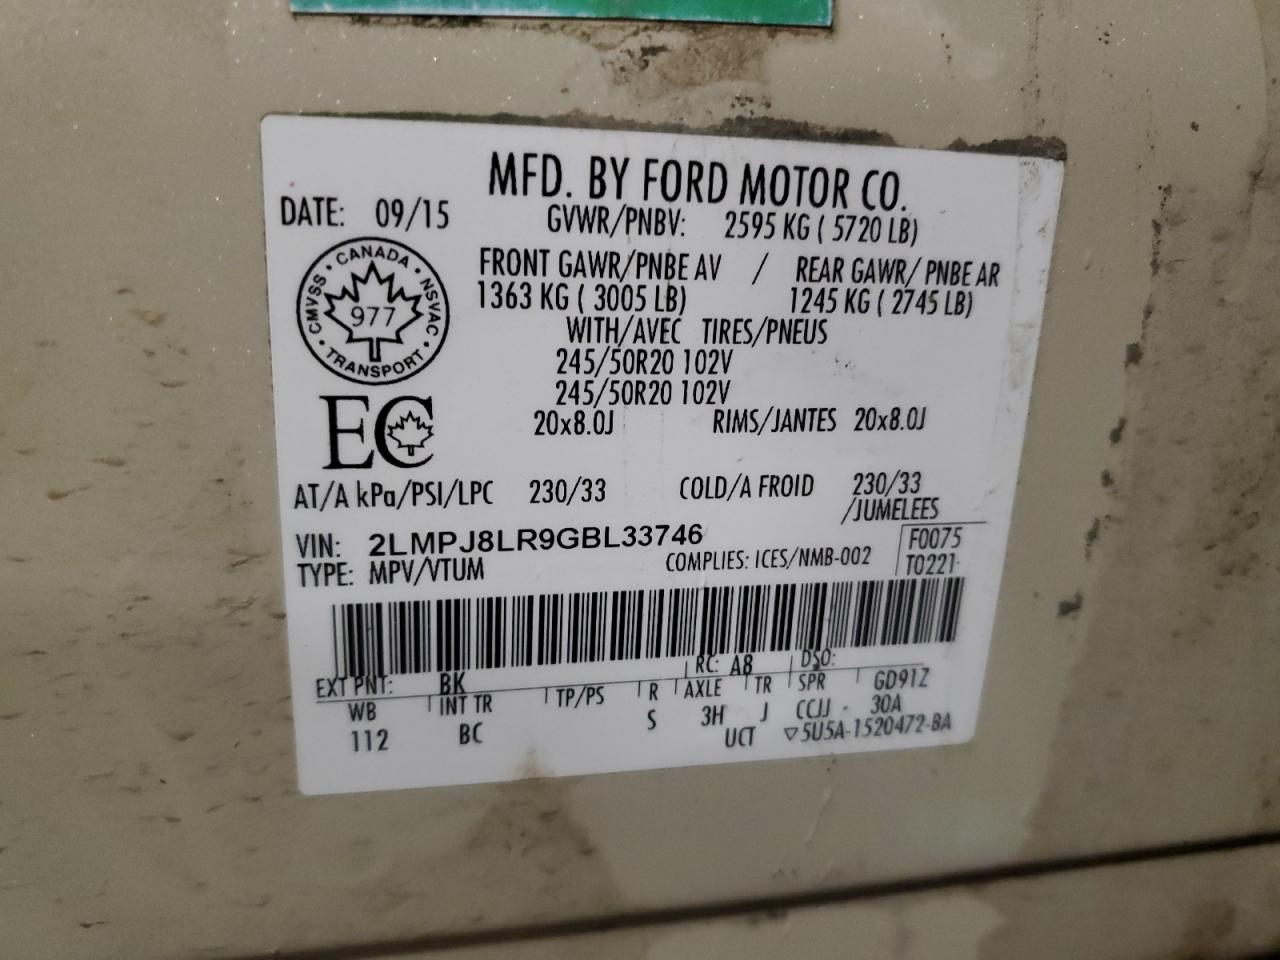 MFD. BY FORD MOTOR CO.
DATE: 09/15 GVWR/PNBV: 2595 KG ( 5720 LB)
FRONT GAWR/PNBE AV / REAR GAWR/ PNBE AR
1363 KG ( 3005 LB) 1245 KG ( 2745 LB)
WITH/AVEC TIRES/PNEUS
245/50R20 102V
245/50R20 102V
20x8.0J RIMS/JANTES 20x8.0J
CANADA · NSVAC · TRANSPORT · CMVSS ·
977
EC
AT/A kPa/PSI/LPC 230/33 COLD/A FROID 230/33
/JUMELEES
VIN: 2LMPJ8LR9GBL33746 F0075
TYPE: MPV/VTUM COMPLIES: ICES/NMB-002 T0221
EXT PNT: BK RC: A8 DSO:
WB INT TR TP/PS R AXLE TR SPR GD91Z
112 BC S 3H J CCJJ - 30A
UCT ▽5U5A-1520472-BA